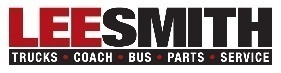 LEESMITH
TRUCKS • COACH • BUS • PARTS • SERVICE